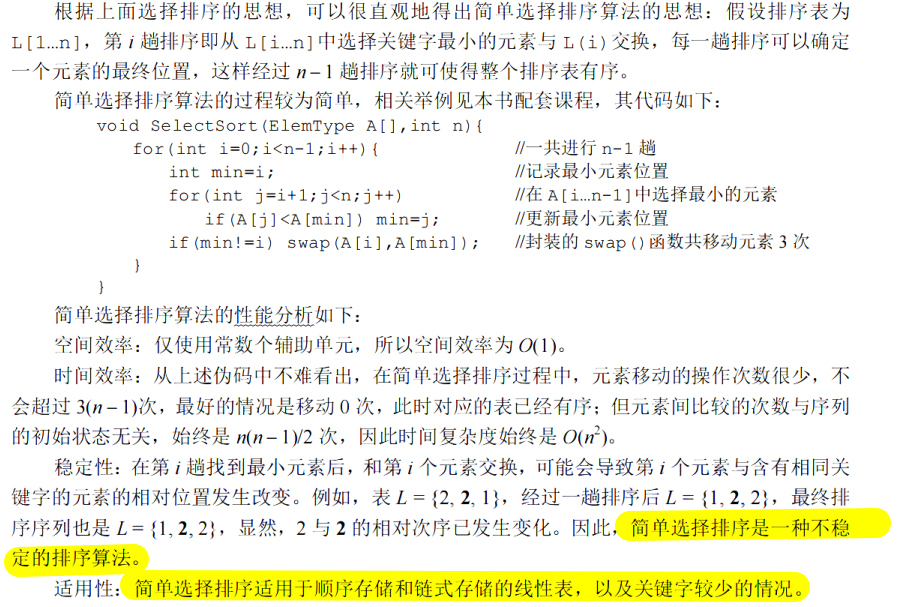 根据上面选择排序的思想，可以很直观地得出简单选择排序算法的思想：假设排序表为
L[1…n]，第 i 趟排序即从 L[i…n]中选择关键字最小的元素与 L(i)交换，每一趟排序可以确定
一个元素的最终位置，这样经过 n – 1 趟排序就可使得整个排序表有序。
简单选择排序算法的过程较为简单，相关举例见本书配套课程，其代码如下：
void SelectSort(ElemType A[],int n){
for(int i=0;i<n-1;i++){ //一共进行 n-1 趟
int min=i; //记录最小元素位置
for(int j=i+1;j<n;j++) //在 A[i…n-1]中选择最小的元素
if(A[j]<A[min]) min=j; //更新最小元素位置
if(min!=i) swap(A[i],A[min]); //封装的 swap()函数共移动元素 3 次
}
}
简单选择排序算法的性能分析如下：
空间效率：仅使用常数个辅助单元，所以空间效率为 O(1)。
时间效率：从上述伪码中不难看出，在简单选择排序过程中，元素移动的操作次数很少，不
会超过 3(n – 1)次，最好的情况是移动 0 次，此时对应的表已经有序；但元素间比较的次数与序列
的初始状态无关，始终是 n(n – 1)/2 次，因此时间复杂度始终是 O(n²)。
稳定性：在第 i 趟找到最小元素后，和第 i 个元素交换，可能会导致第 i 个元素与含有相同关
键字的元素的相对位置发生改变。例如，表 L = {2, 2, 1}，经过一趟排序后 L = {1, 2, 2}，最终排
序序列也是 L = {1, 2, 2}，显然，2 与 2 的相对次序已发生变化。因此，简单选择排序是一种不稳
定的排序算法。
适用性：简单选择排序适用于顺序存储和链式存储的线性表，以及关键字较少的情况。